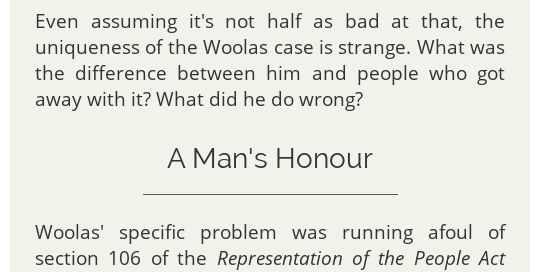 Even assuming it's not half as bad at that, the
uniqueness of the Woolas case is strange. What was
the difference between him and people who got
away with it? What did he do wrong?
A Man's Honour
Woolas' specific problem was running afoul of
section 106 of the Representation of the People Act